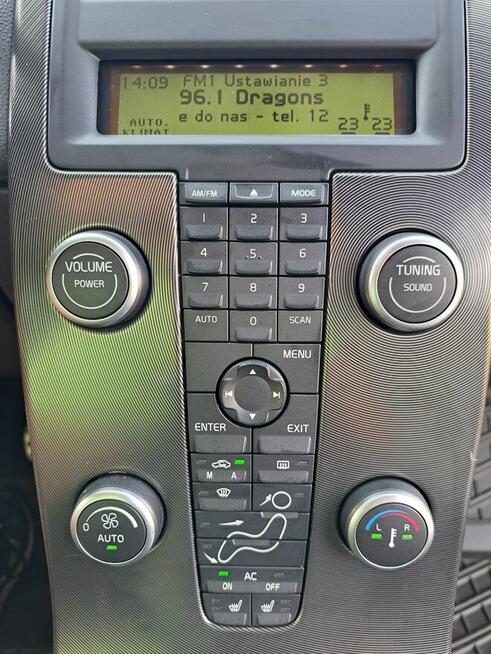 14:09 FM1 Ustawianie 3
96.1 Dragons
e do nas - tel. 12
AUTO. 23 23
KLIMAT
AM/FM MODE
1 2 3
4 5 6
7 8 9
AUTO 0 SCAN
VOLUME
POWER
TUNING
SOUND
MENU
ENTER EXIT
M A
0
AUTO
L R
AC
ON OFF